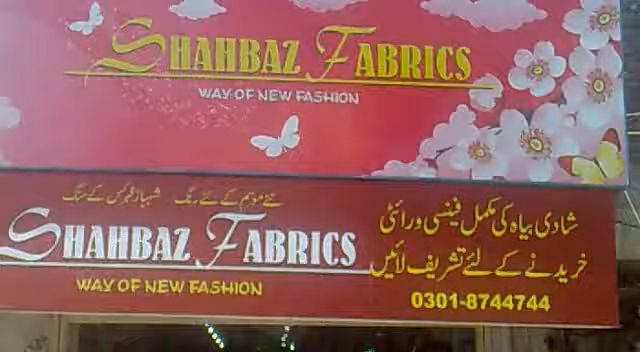 SHAHBAZ FABRICS
WAY OF NEW FASHION
نئے موسم کے نئے رنگ شہباز فیبرکس کے سنگ
SHAHBAZ FABRICS
WAY OF NEW FASHION
شادی بیاہ کی مکمل فینسی ورائٹی
خریدنے کے لئے تشریف لائیں
0301-8744744